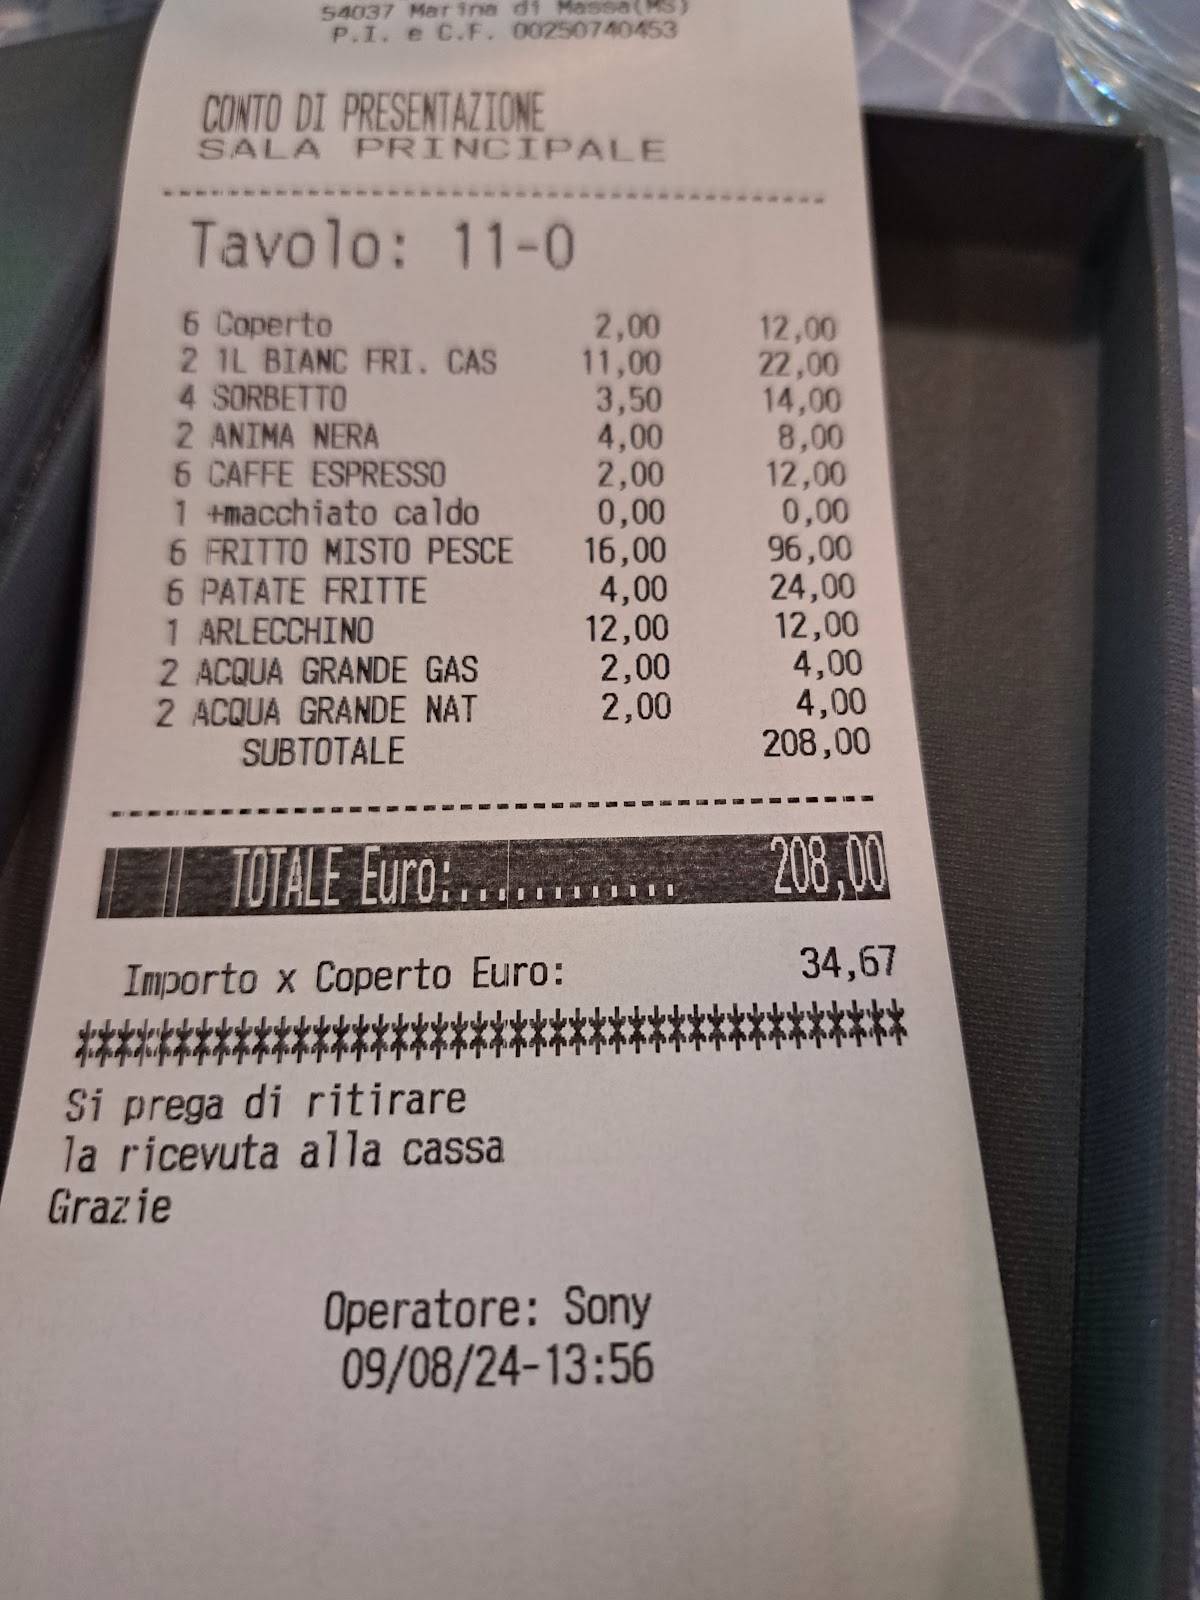 54037 Marina di Massa(MS)
P.I. e C.F. 00250740453
CONTO DI PRESENTAZIONE
SALA PRINCIPALE
Tavolo: 11-0
6 Coperto 2,00 12,00
2 1L BIANC FRI. CAS 11,00 22,00
4 SORBETTO 3,50 14,00
2 ANIMA NERA 4,00 8,00
6 CAFFE ESPRESSO 2,00 12,00
1 +macchiato caldo 0,00 0,00
6 FRITTO MISTO PESCE 16,00 96,00
6 PATATE FRITTE 4,00 24,00
1 ARLECCHINO 12,00 12,00
2 ACQUA GRANDE GAS 2,00 4,00
2 ACQUA GRANDE NAT 2,00 4,00
SUBTOTALE 208,00
TOTALE Euro:............ 208,00
Importo x Coperto Euro: 34,67
******************************************
Si prega di ritirare
la ricevuta alla cassa
Grazie
Operatore: Sony
09/08/24-13:56